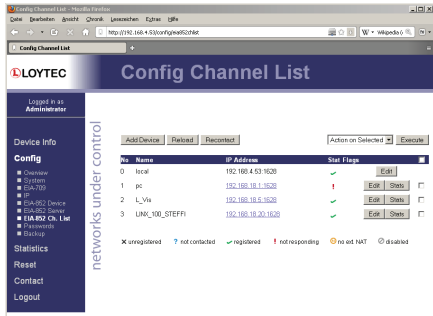 Config Channel List - Mozilla Firefox
Datei Bearbeiten Ansicht Chronik Lesezeichen Extras Hilfe
http://192.168.4.53/config/eia852chlist
W Wikipedia (
Config Channel List
LOYTEC
Config Channel List
Logged in as
Administrator
Device Info
Config
Overview
System
EIA-709
IP
EIA-852 Device
EIA-852 Server
EIA-852 Ch. List
Passwords
Backup
Statistics
Reset
Contact
Logout
networks under control
Add Device Reload Recontact Action on Selected Execute
No Name IP Address Stat Flags
0 local 192.168.4.53:1628 Edit
1 pc 192.168.18.1:1628 ! Edit Stats
2 L_Vis 192.168.18.5:1628 Edit Stats
3 LINX_100_STEFFI 192.168.18.20:1628 Edit Stats
unregistered ? not contacted registered ! not responding no ext. NAT disabled